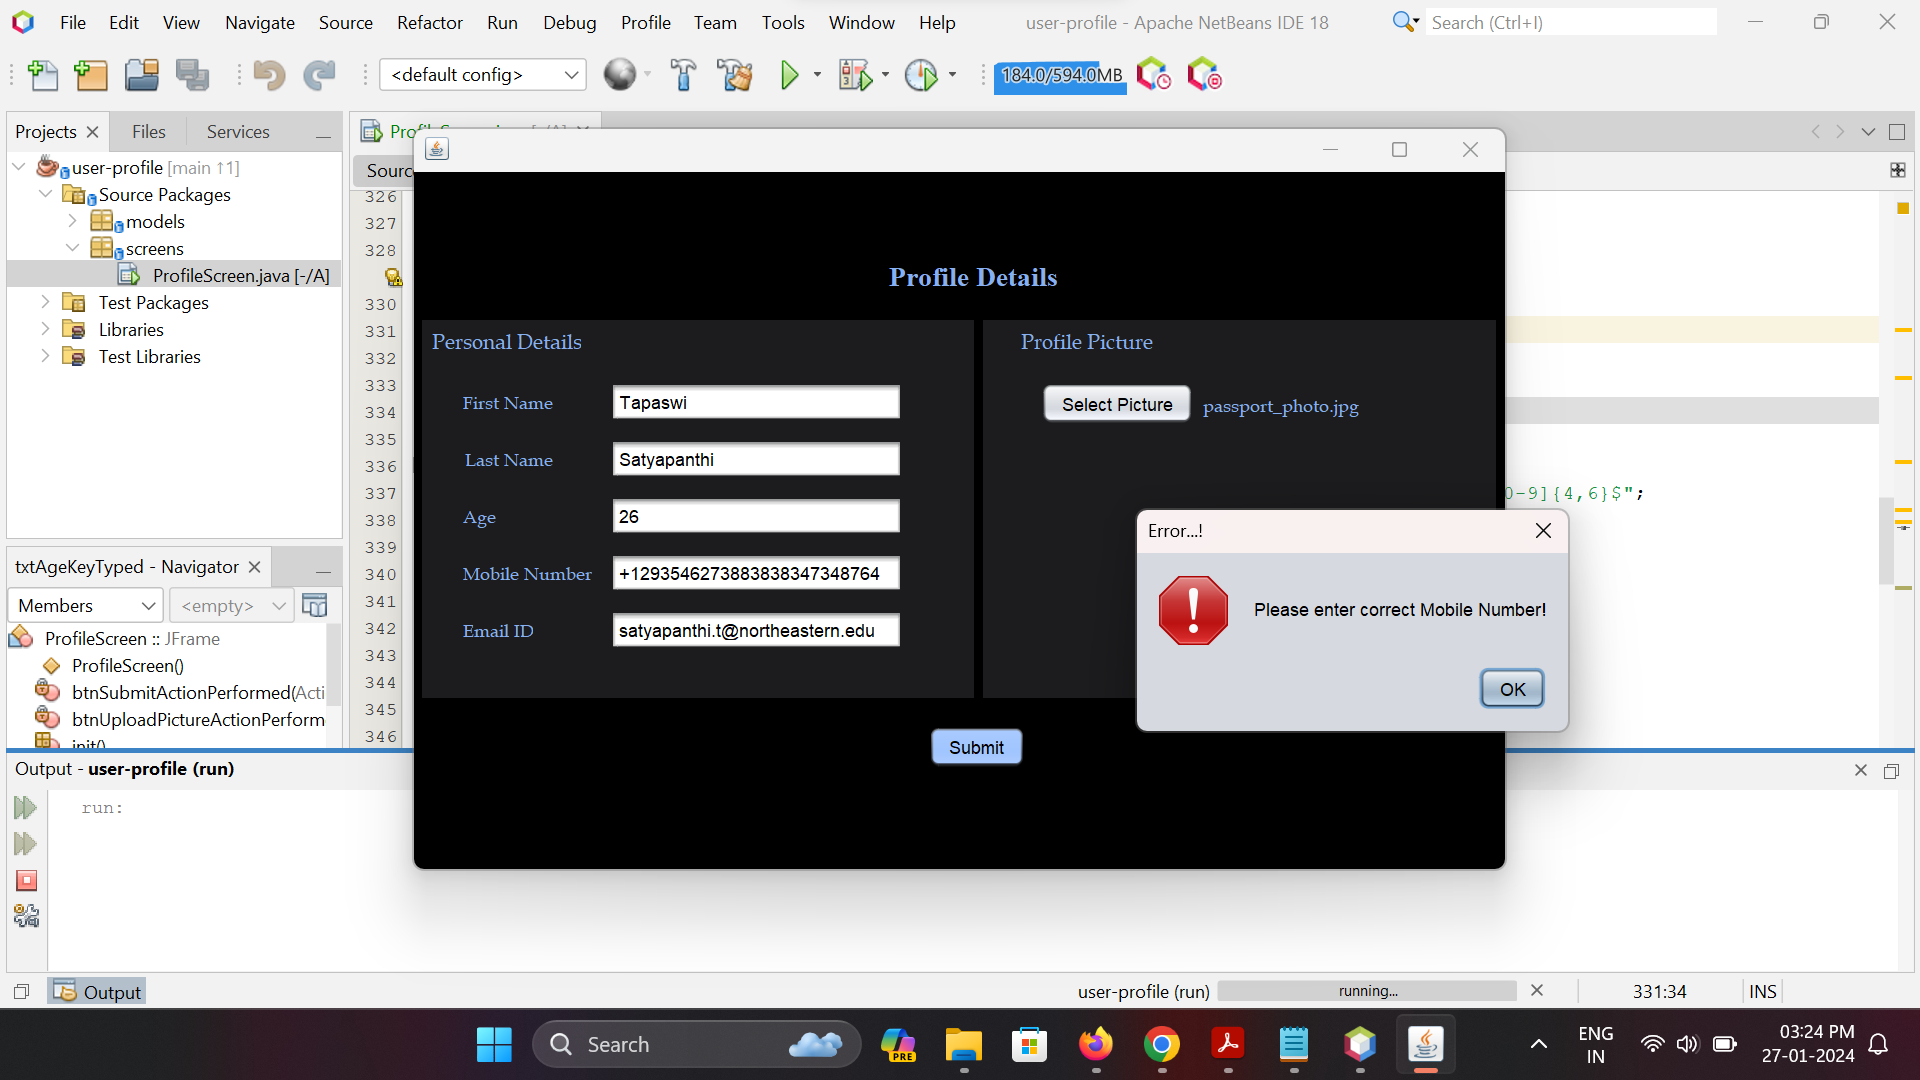 File Edit View Navigate Source Refactor Run Debug Profile Team Tools Window Help
user-profile - Apache NetBeans IDE 18
Search (Ctrl+I)
<default config>
184.0/594.0MB
Projects Files Services
user-profile [main ↑1]
Source Packages
models
screens
ProfileScreen.java [-/A]
Test Packages
Libraries
Test Libraries
txtAgeKeyTyped - Navigator
Members <empty>
ProfileScreen :: JFrame
ProfileScreen()
btnSubmitActionPerformed(Acti
btnUploadPictureActionPerform
init()
326
327
328
330
331
332
333
334
335
336
337
338
339
340
341
342
343
344
345
346
0-9]{4,6}$";
Profile Details
Personal Details
First Name Tapaswi
Last Name Satyapanthi
Age 26
Mobile Number +1293546273883838347348764
Email ID satyapanthi.t@northeastern.edu
Profile Picture
Select Picture passport_photo.jpg
Submit
Error...!
Please enter correct Mobile Number!
OK
Output - user-profile (run)
run:
Output
user-profile (run) running...
331:34 INS
Search
PRE
ENG
IN
03:24 PM
27-01-2024